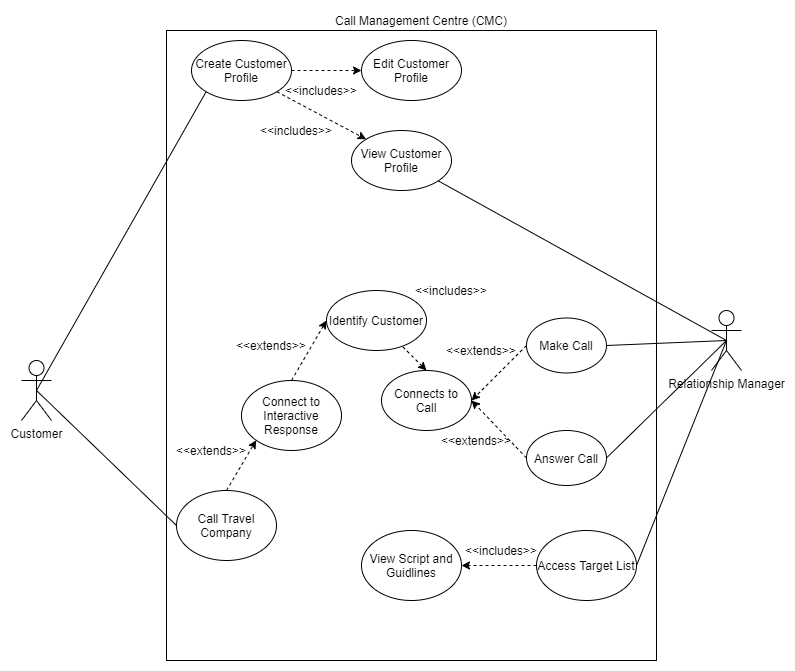 Call Management Centre (CMC)
Create Customer
Profile
Edit Customer
Profile
<<includes>>
<<includes>>
View Customer
Profile
<<includes>>
Identify Customer
<<extends>>
<<extends>>
Make Call
Relationship Manager
Connects to
Call
Connect to
Interactive
Response
Customer
<<extends>>
<<extends>>
Answer Call
Call Travel
Company
<<includes>>
View Script and
Guidlines
Access Target List